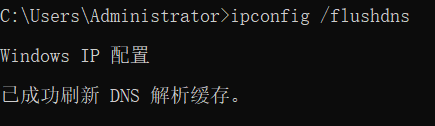 C:\Users\Administrator>ipconfig /flushdns
Windows IP 配置
已成功刷新 DNS 解析缓存。